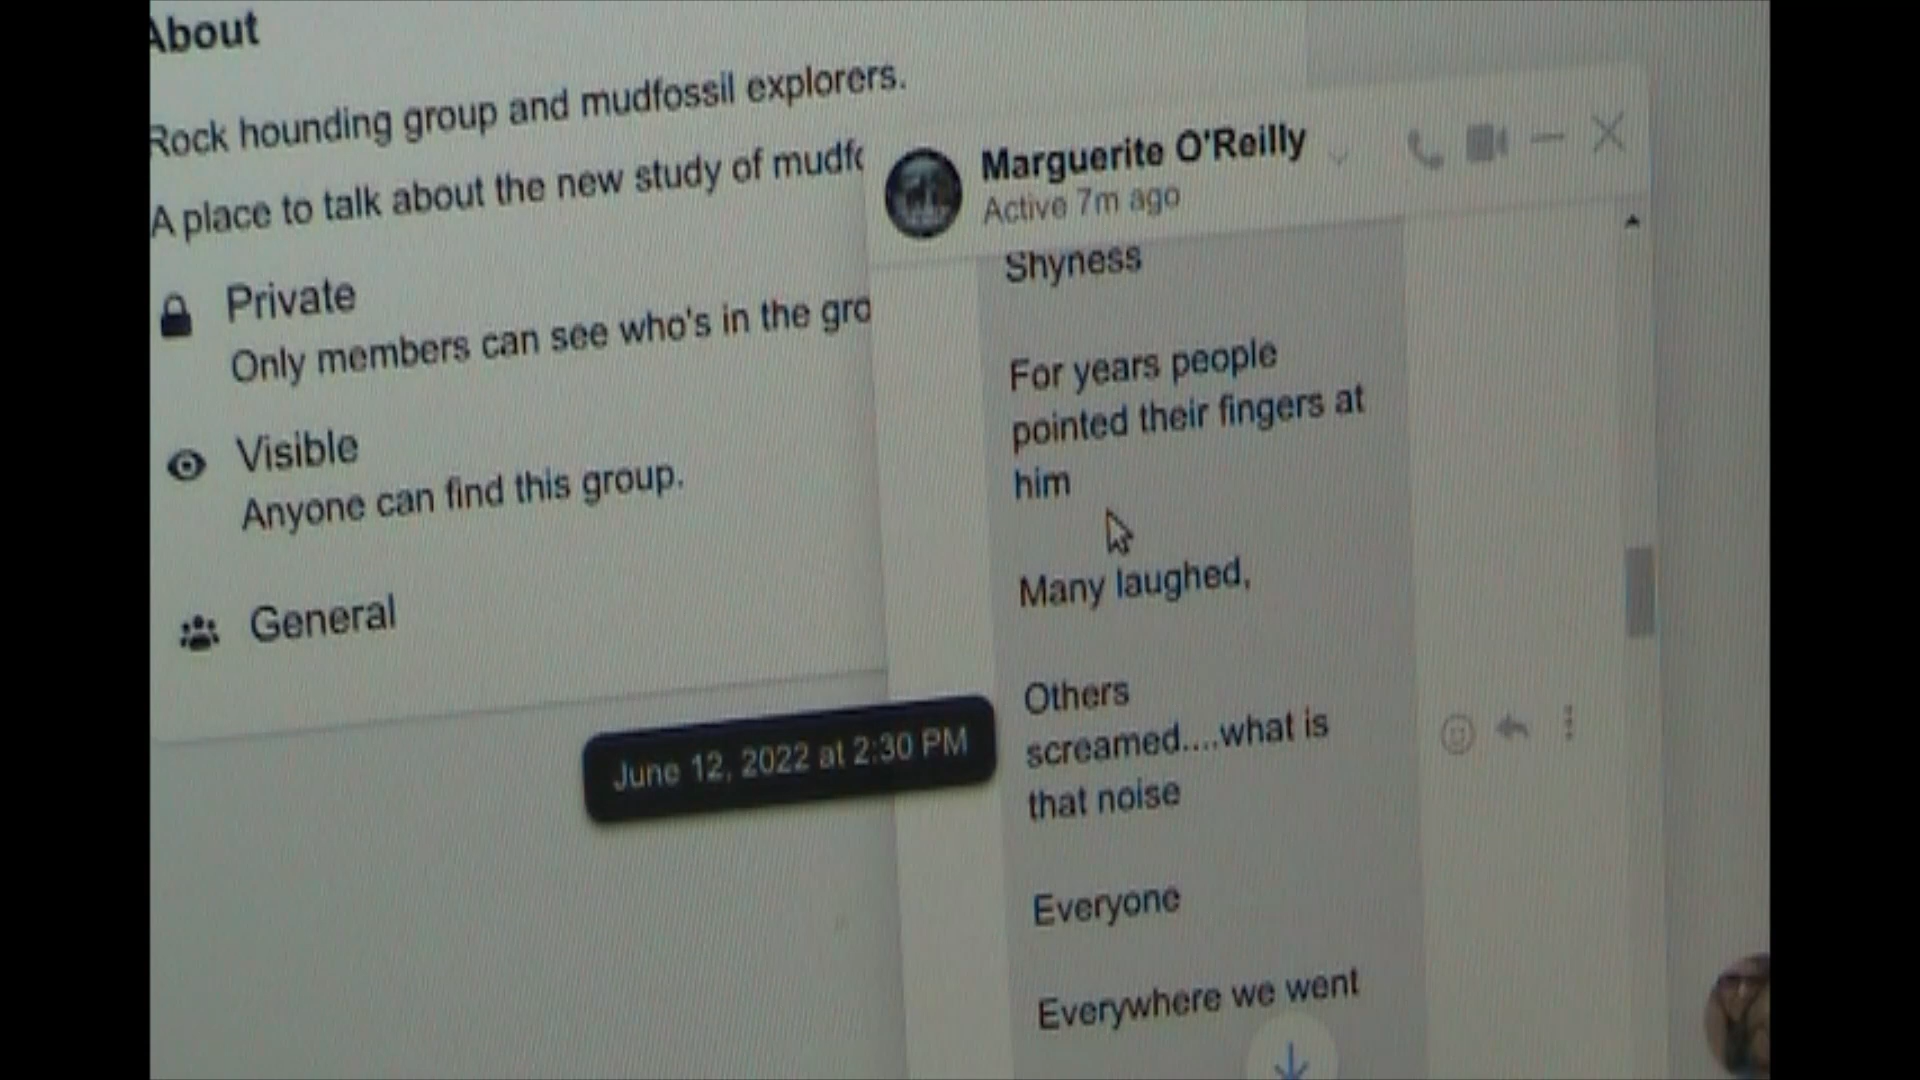 About
Rock hounding group and mudfossil explorers.
A place to talk about the new study of
Private
Only members can see who's in the
Visible
Anyone can find this group.
General
June 12, 2022 at 2:30 PM
Marguerite O'Reilly
Active 7m ago
Shyness
For years people
pointed their fingers at
him
Many laughed,
Others
screamed....what is
that noise
Everyone
Everywhere we went